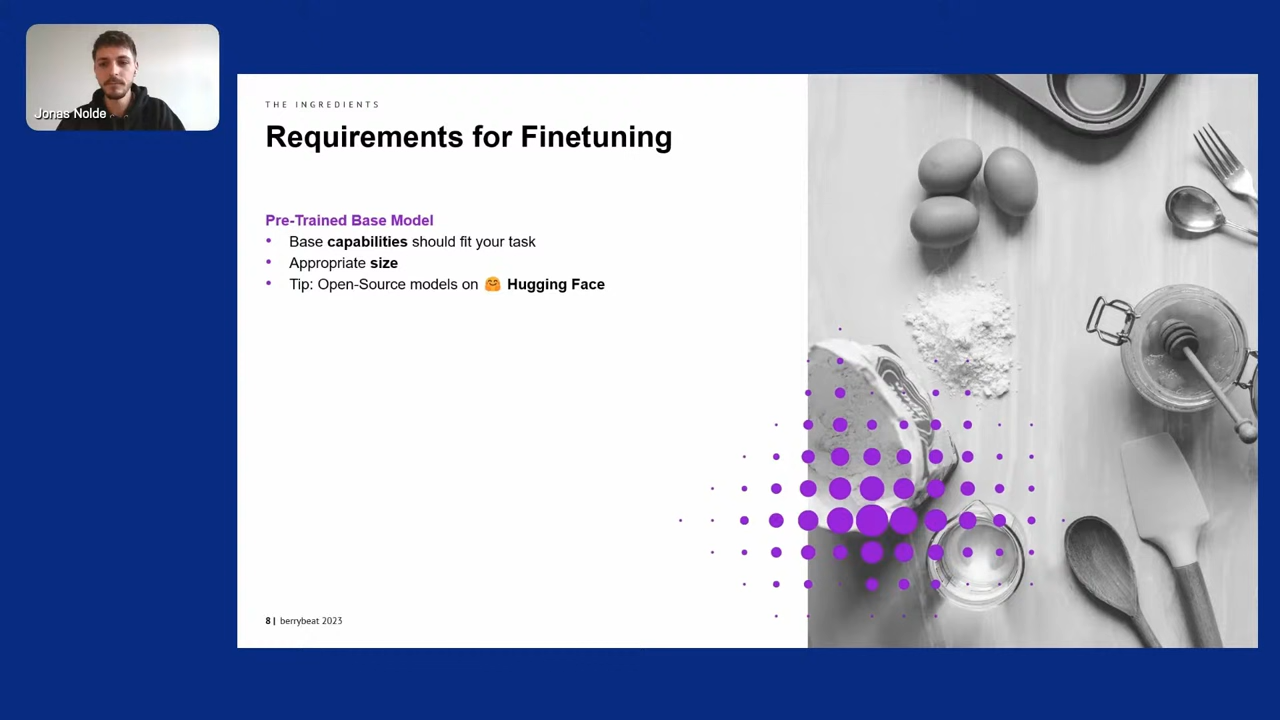 Jonas Nolde
THE INGREDIENTS
Requirements for Finetuning
Pre-Trained Base Model
• Base capabilities should fit your task
• Appropriate size
• Tip: Open-Source models on 🤗 Hugging Face
8 | berrybeat 2023